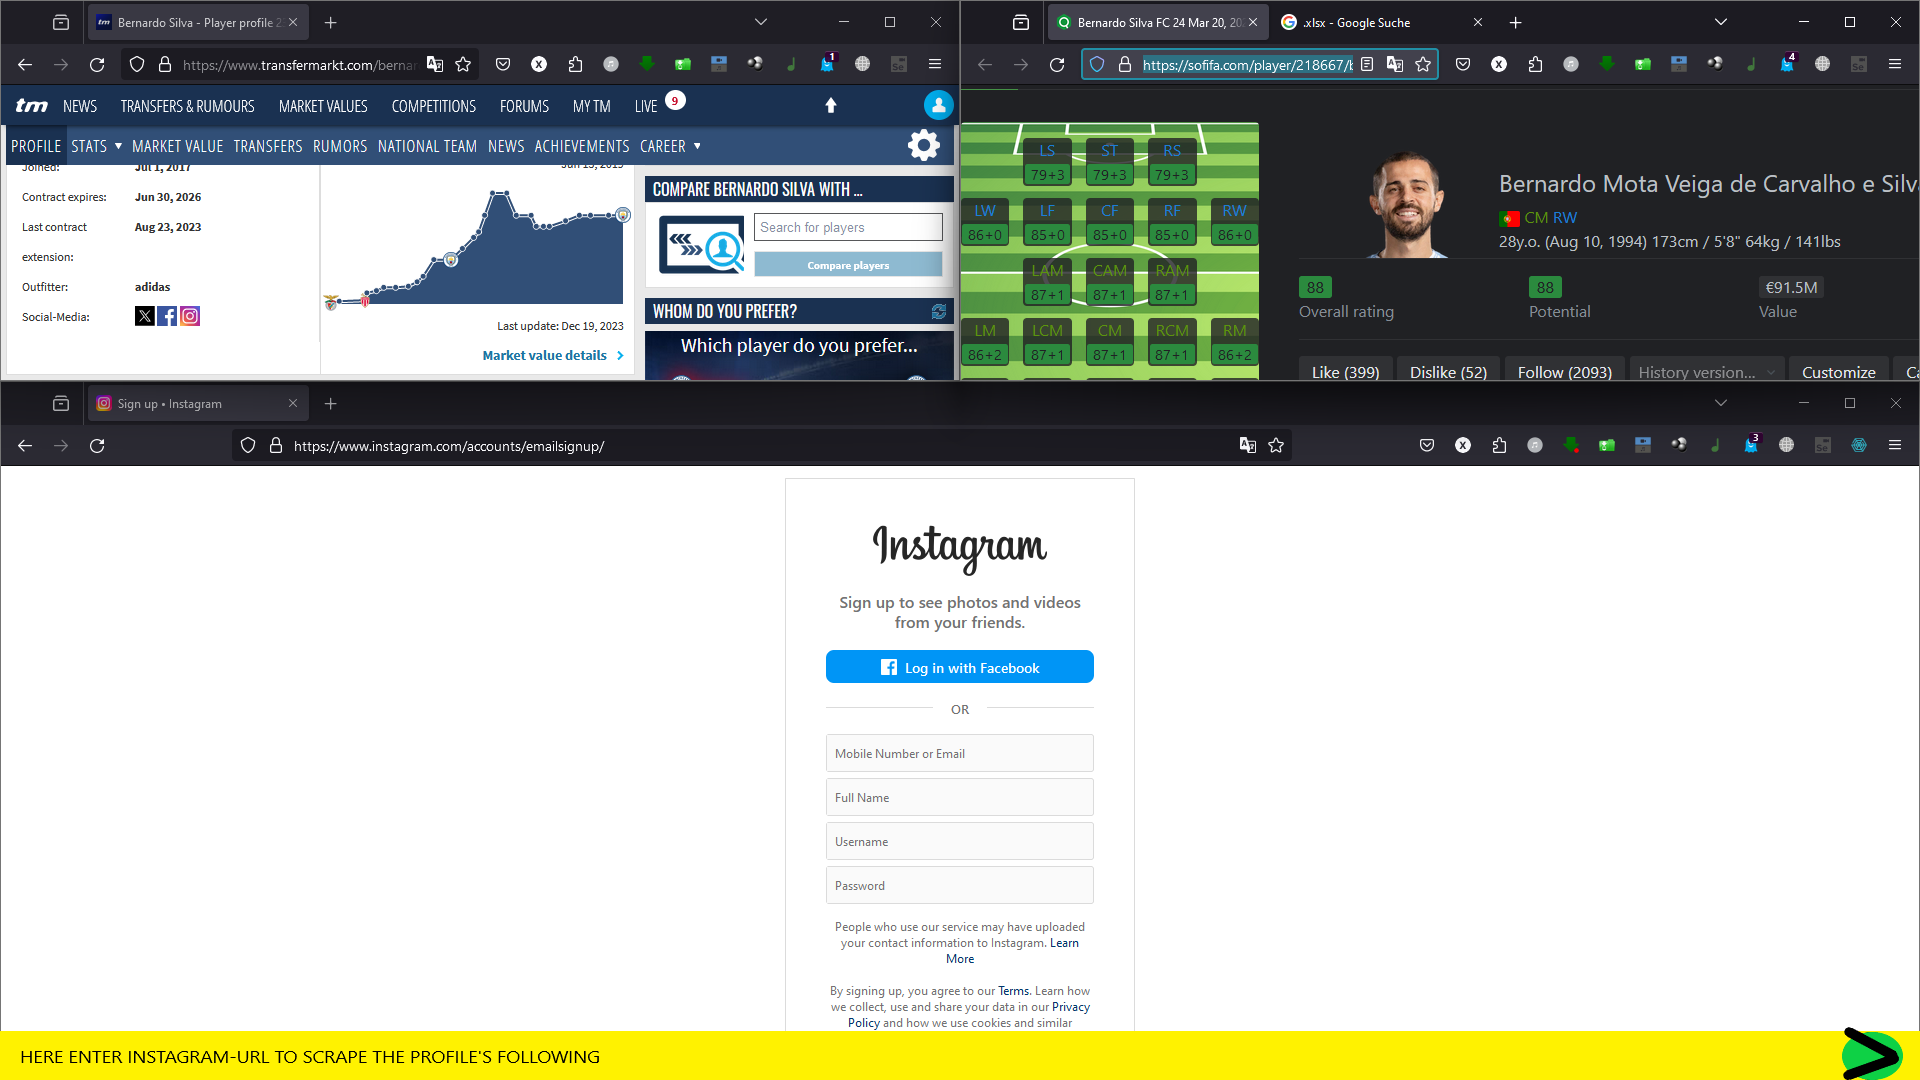 Bernardo Silva - Player profile 2
https://www.transfermarkt.com/bernar
1
tm
NEWS
TRANSFERS & RUMOURS
MARKET VALUES
COMPETITIONS
FORUMS
MY TM
LIVE
9
PROFILE
STATS
MARKET VALUE
TRANSFERS
RUMORS
NATIONAL TEAM
NEWS
ACHIEVEMENTS
CAREER
Joined:
Jul 1, 2017
Contract expires:
Jun 30, 2026
Last contract
extension:
Aug 23, 2023
Outfitter:
adidas
Social-Media:
Last update: Dec 19, 2023
Market value details
COMPARE BERNARDO SILVA WITH ...
Search for players
Compare players
WHOM DO YOU PREFER?
Which player do you prefer...
Bernardo Silva FC 24 Mar 20, 20
.xlsx - Google Suche
https://sofifa.com/player/218667/b
4
LS
ST
RS
79+3
79+3
79+3
LW
LF
CF
RF
RW
86+0
85+0
85+0
85+0
86+0
LAM
CAM
RAM
87+1
87+1
87+1
LM
LCM
CM
RCM
RM
86+2
87+1
87+1
87+1
86+2
Bernardo Mota Veiga de Carvalho e Silv
CM RW
28y.o. (Aug 10, 1994) 173cm / 5'8" 64kg / 141lbs
88
Overall rating
88
Potential
€91.5M
Value
Like (399)
Dislike (52)
Follow (2093)
History version...
Customize
Ca
Sign up • Instagram
https://www.instagram.com/accounts/emailsignup/
3
Instagram
Sign up to see photos and videos
from your friends.
Log in with Facebook
OR
Mobile Number or Email
Full Name
Username
Password
People who use our service may have uploaded
your contact information to Instagram. Learn
More
By signing up, you agree to our Terms. Learn how
we collect, use and share your data in our Privacy
Policy and how we use cookies and similar
HERE ENTER INSTAGRAM-URL TO SCRAPE THE PROFILE'S FOLLOWING